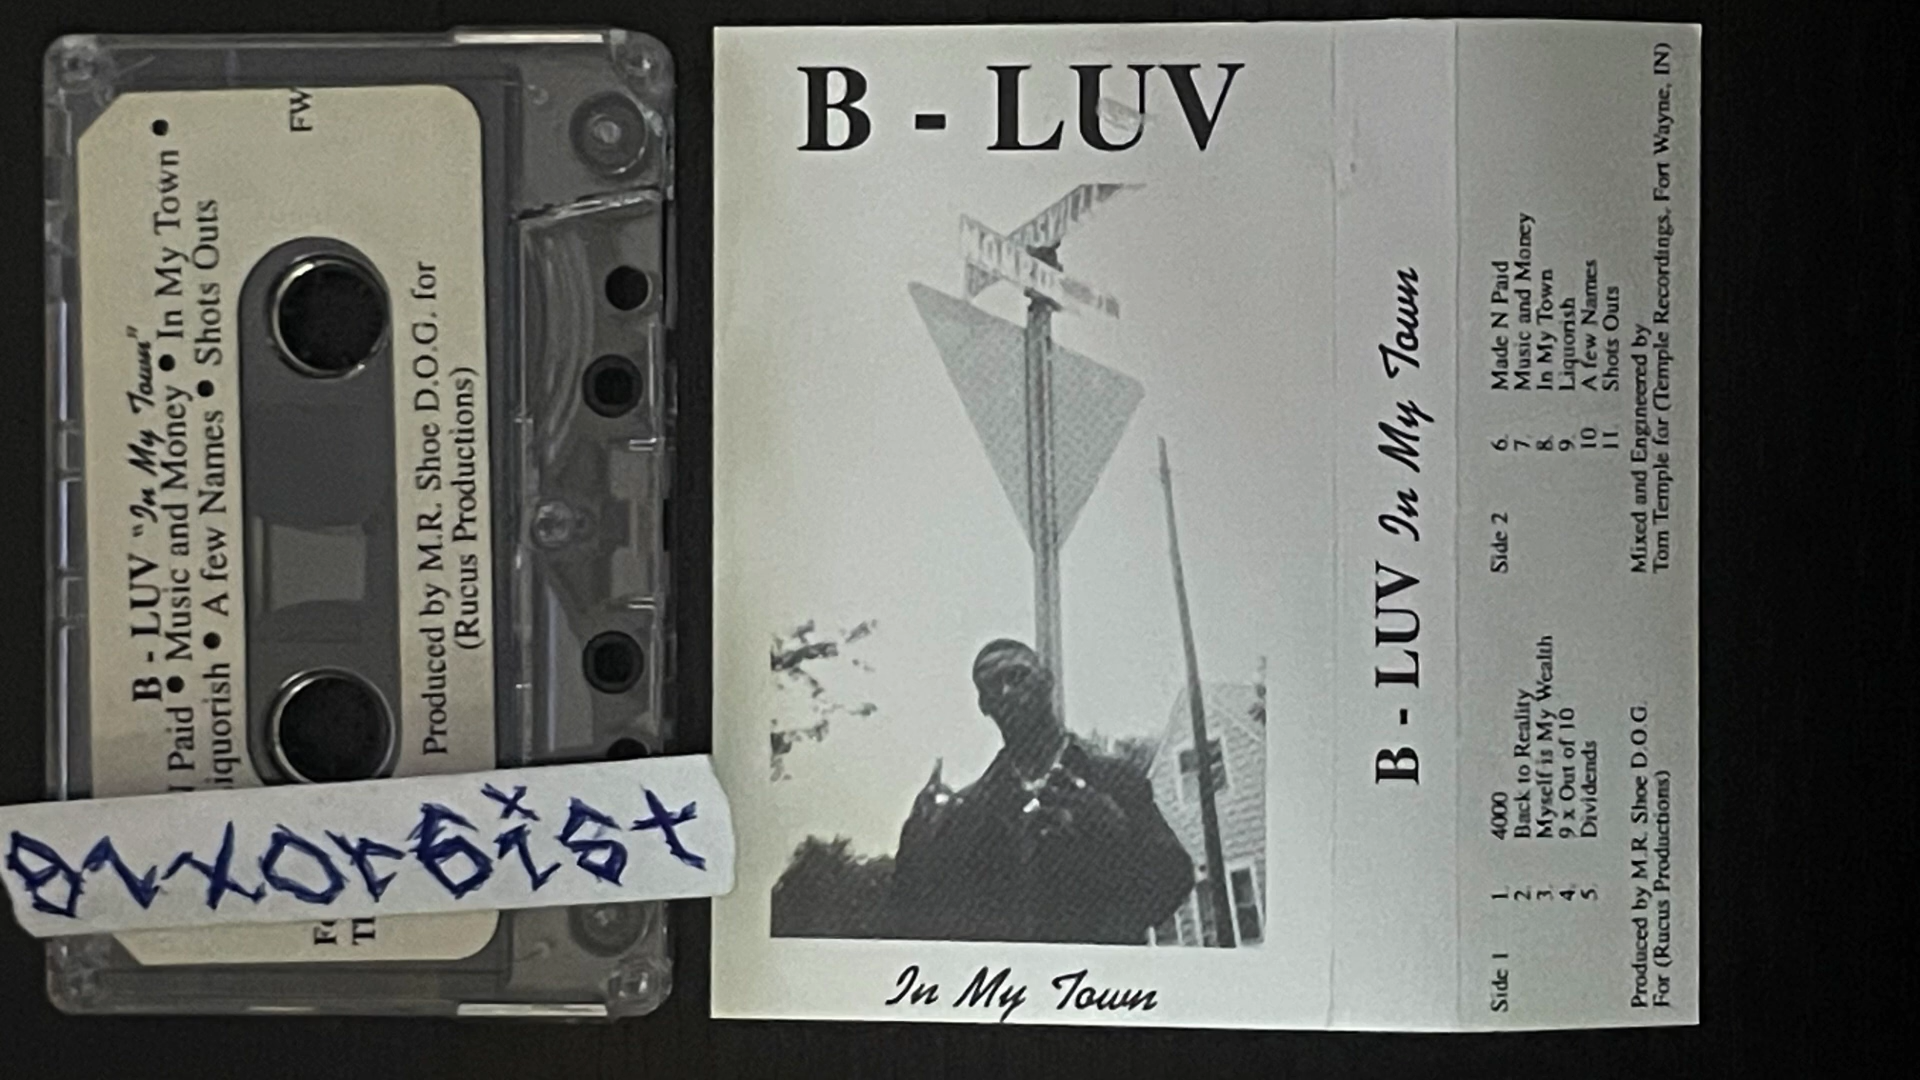 B - LUV "In My Town"
Paid • Music and Money • In My Town •
iquorish • A few Names • Shots Outs
FW
Produced by M.R. Shoe D.O.G. for
(Rucus Productions)
B - LUV
In My Town
B - LUV In My Town
Side 1
1. 4000
2. Back to Reality
3. Myself is My Wealth
4. 9 x Out of 10
5. Dividends
Side 2
6. Made N Paid
7. Music and Money
8. In My Town
9. Liquorish
10. A few Names
11. Shots Outs
Produced by M.R. Shoe D.O.G.
For (Rucus Productions)
Mixed and Engineered by
Tom Temple for (Temple Recordings, Fort Wayne, IN)